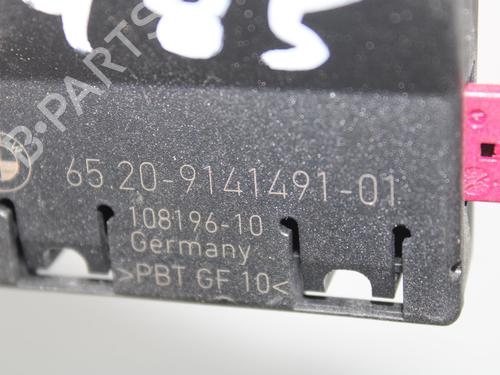 B-PARTS
65.20-9141491-01
108196-10
Germany
>PBT GF 10<